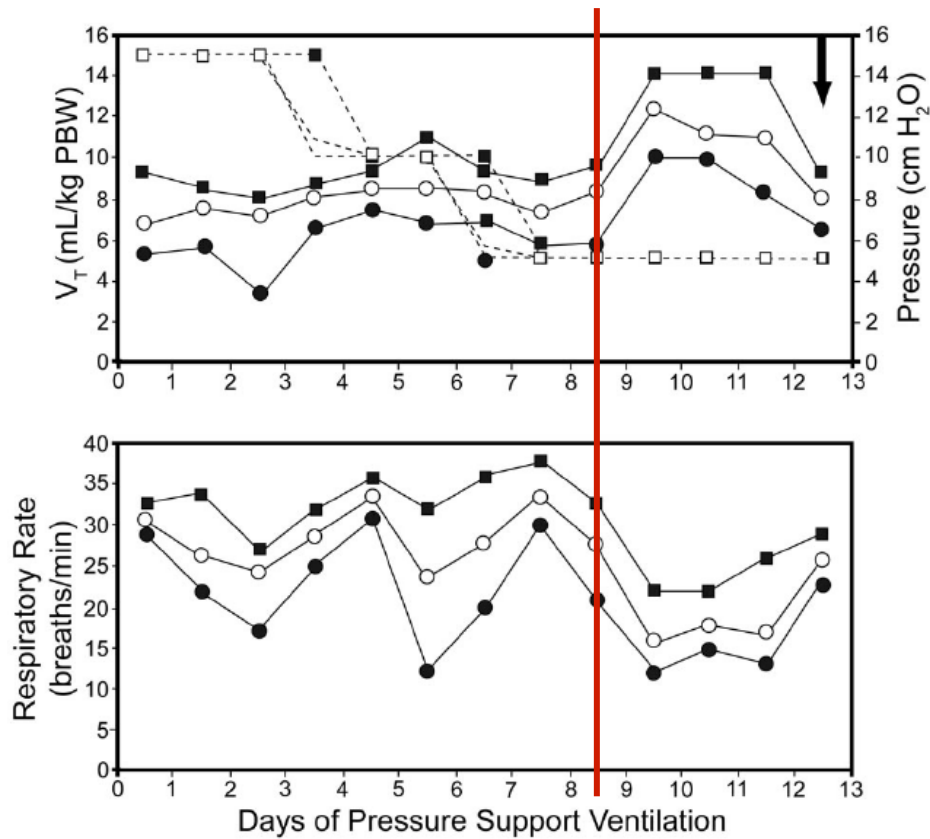 16 16
14 14
12 12
10 10
8 8
6 6
4 4
2 2
0 0
V_T (mL/kg PBW)
Pressure (cm H₂O)
0 1 2 3 4 5 6 7 8 9 10 11 12 13
40
35
30
25
20
15
10
5
0
Respiratory Rate
(breaths/min)
0 1 2 3 4 5 6 7 8 9 10 11 12 13
Days of Pressure Support Ventilation